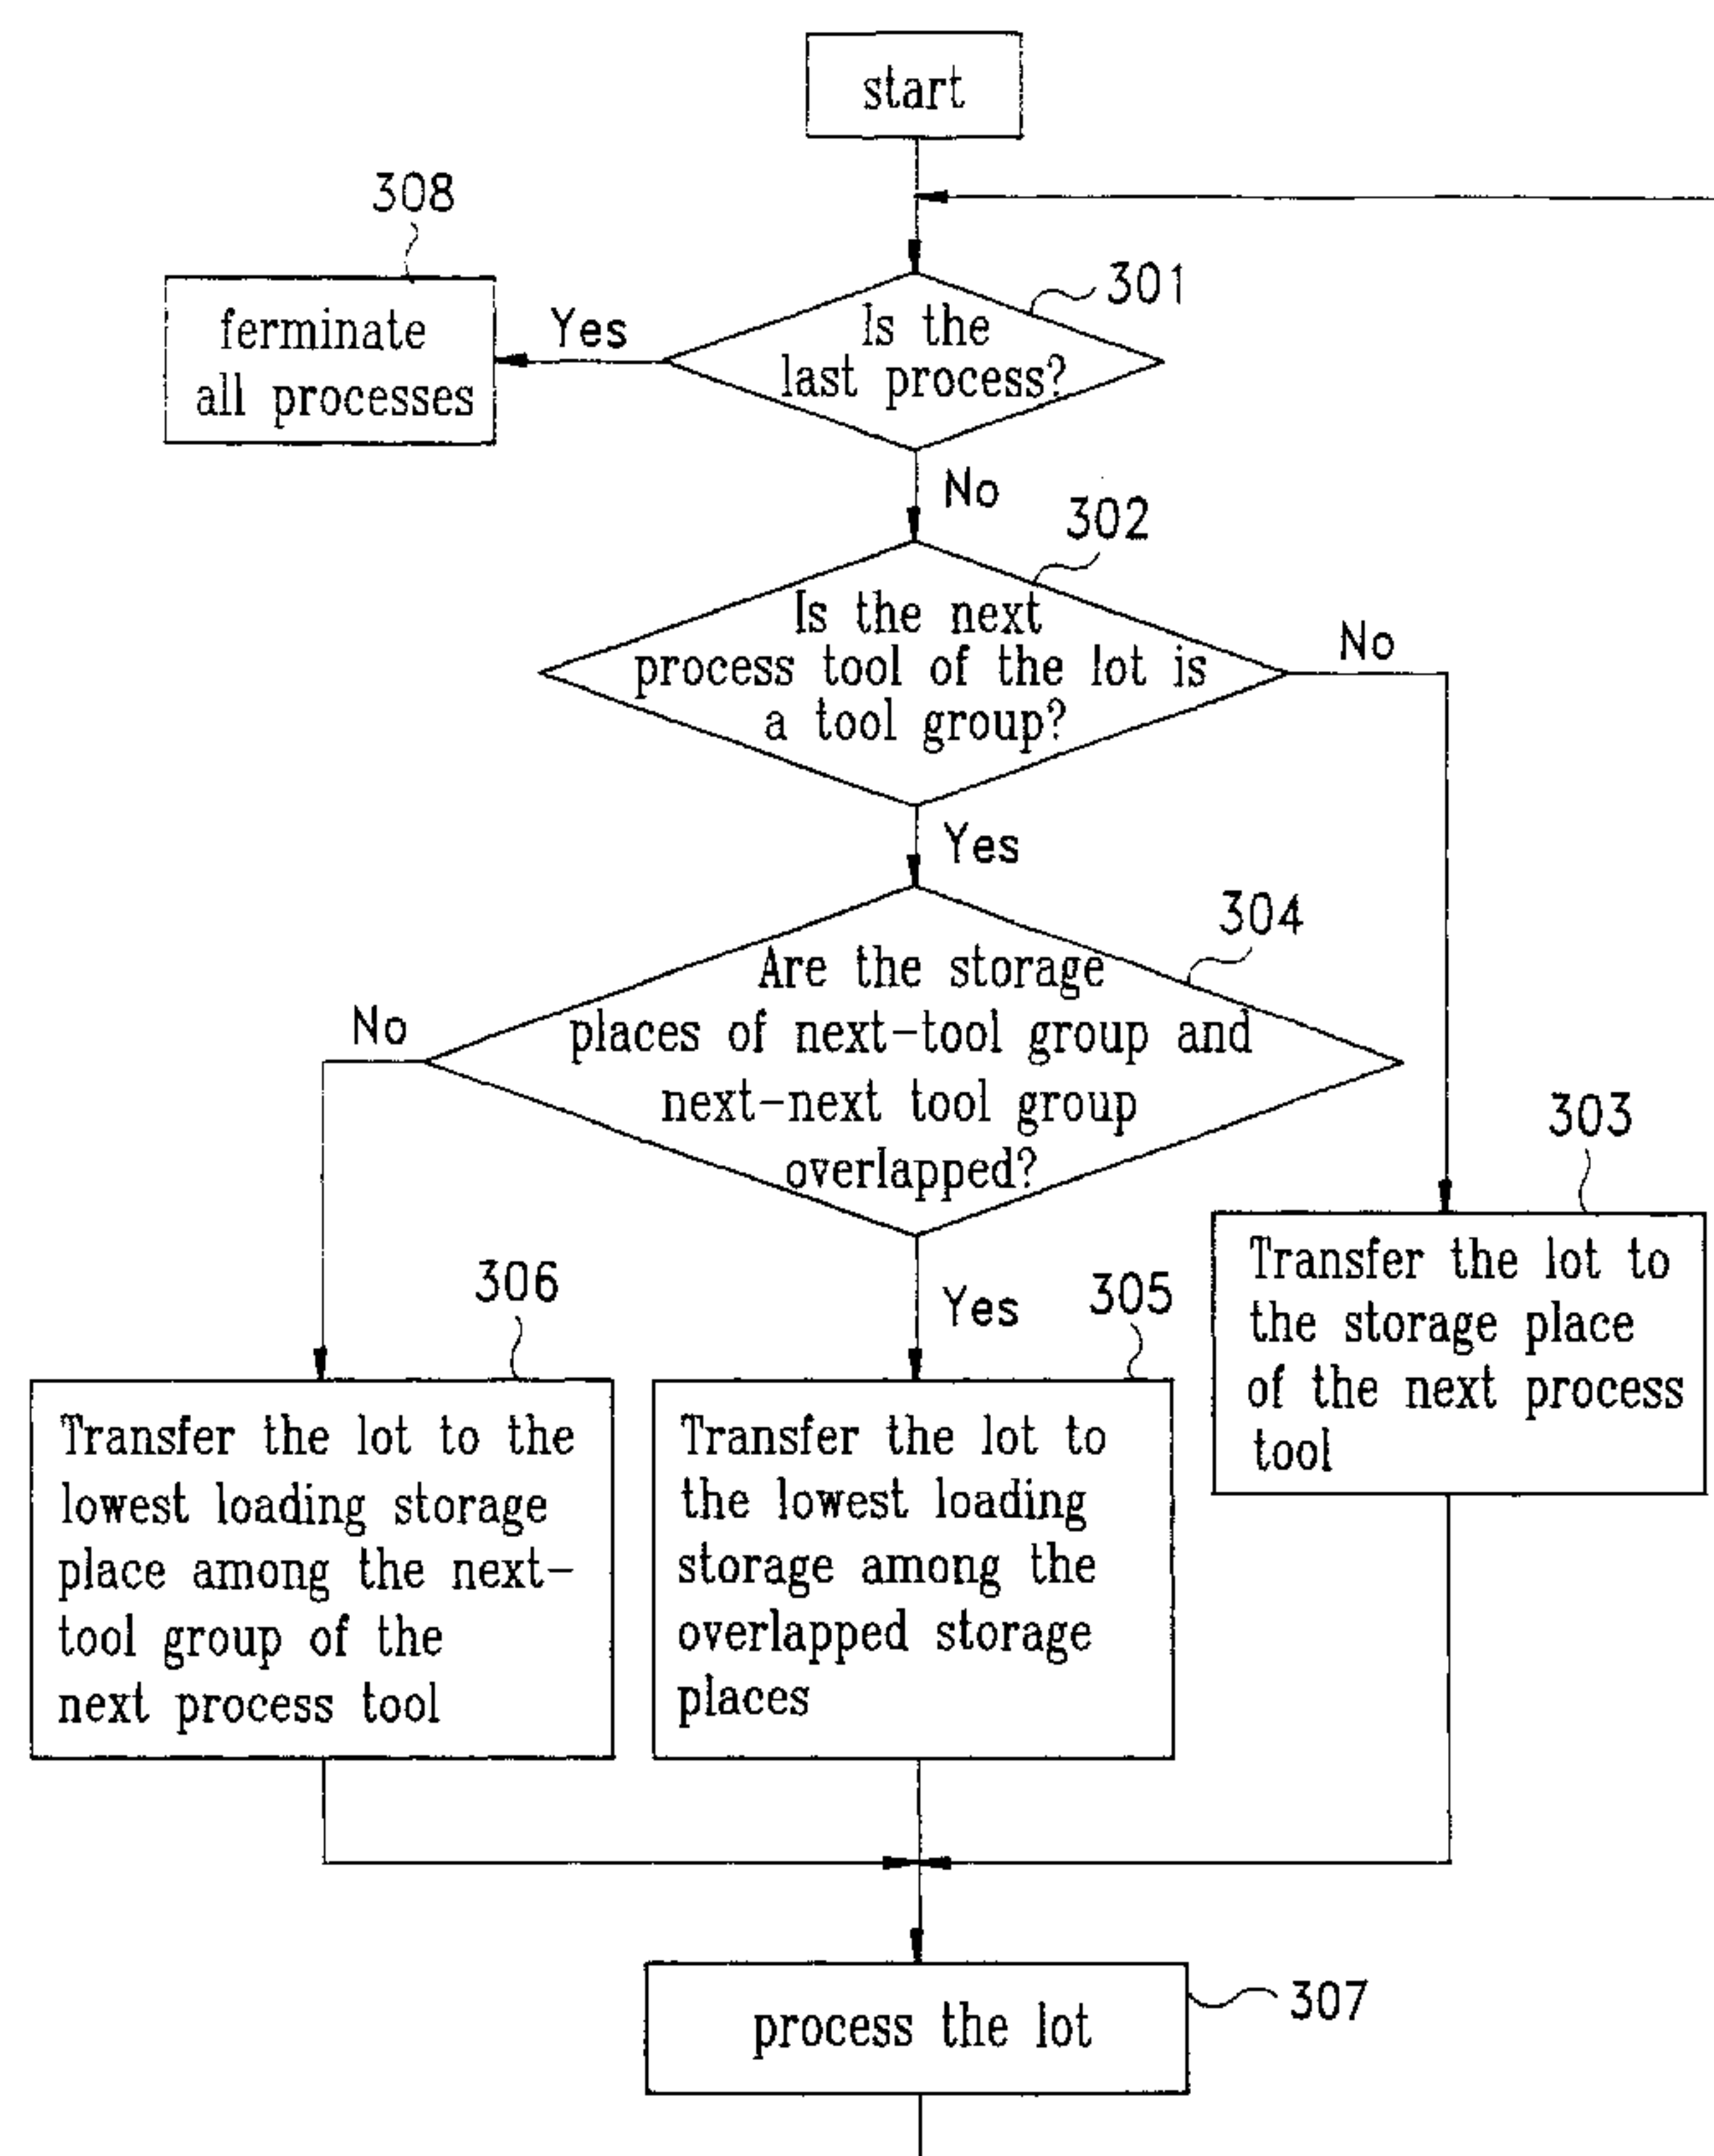 start
308
301
ferminate
all processes
Yes
Is the
last process?
No
302
Is the next
process tool of the lot is
a tool group?
No
Yes
304
Are the storage
places of next-tool group and
next-next tool group
overlapped?
No
303
Transfer the lot to
the storage place
of the next process
tool
306
Yes
305
Transfer the lot to the
lowest loading storage
place among the next-
tool group of the
next process tool
Transfer the lot to
the lowest loading
storage among the
overlapped storage
places
process the lot
307